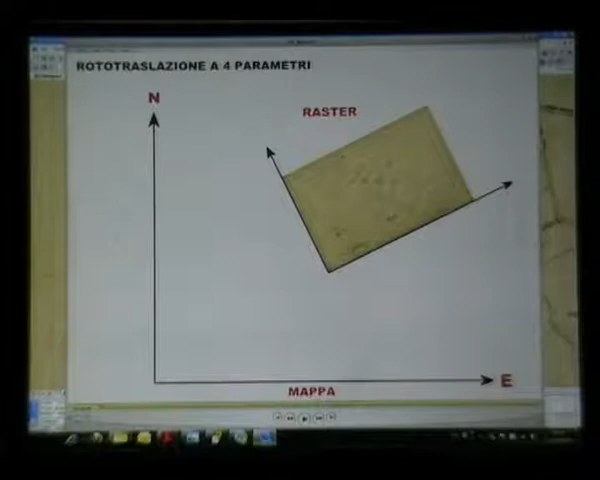 ROTOTRASLAZIONE A 4 PARAMETRI
N
RASTER
E
MAPPA